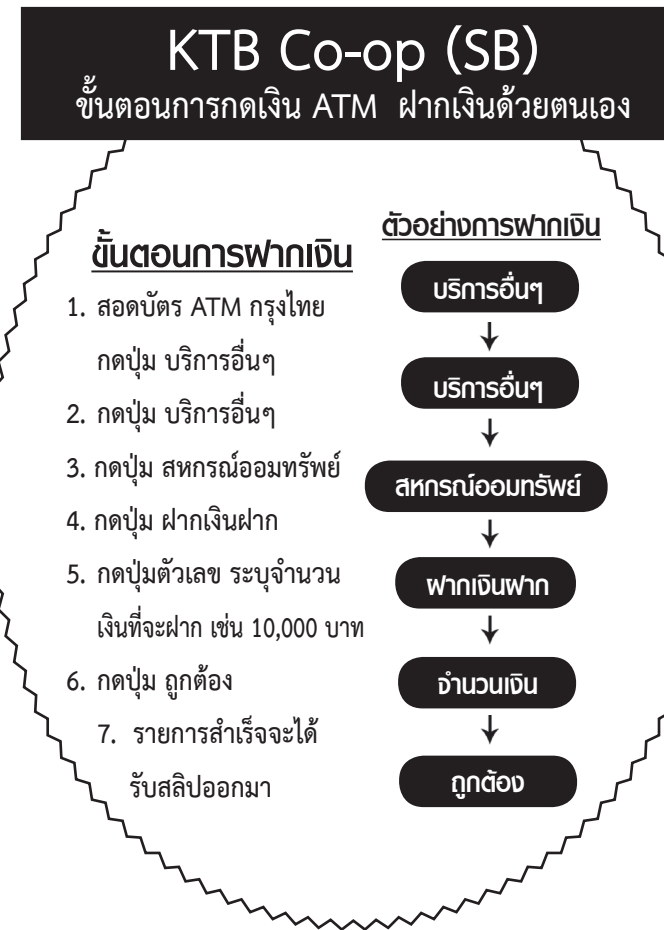 KTB Co-op (SB)
ขั้นตอนการกดเงิน ATM ฝากเงินด้วยตนเอง
ขั้นตอนการฝากเงิน
1. สอดบัตร ATM กรุงไทย
กดปุ่ม บริการอื่นๆ
2. กดปุ่ม บริการอื่นๆ
3. กดปุ่ม สหกรณ์ออมทรัพย์
4. กดปุ่ม ฝากเงินฝาก
5. กดปุ่มตัวเลข ระบุจำนวน
เงินที่จะฝาก เช่น 10,000 บาท
6. กดปุ่ม ถูกต้อง
7. รายการสำเร็จจะได้
รับสลิปออกมา
ตัวอย่างการฝากเงิน
บริการอื่นๆ
บริการอื่นๆ
สหกรณ์ออมทรัพย์
ฝากเงินฝาก
จำนวนเงิน
ถูกต้อง